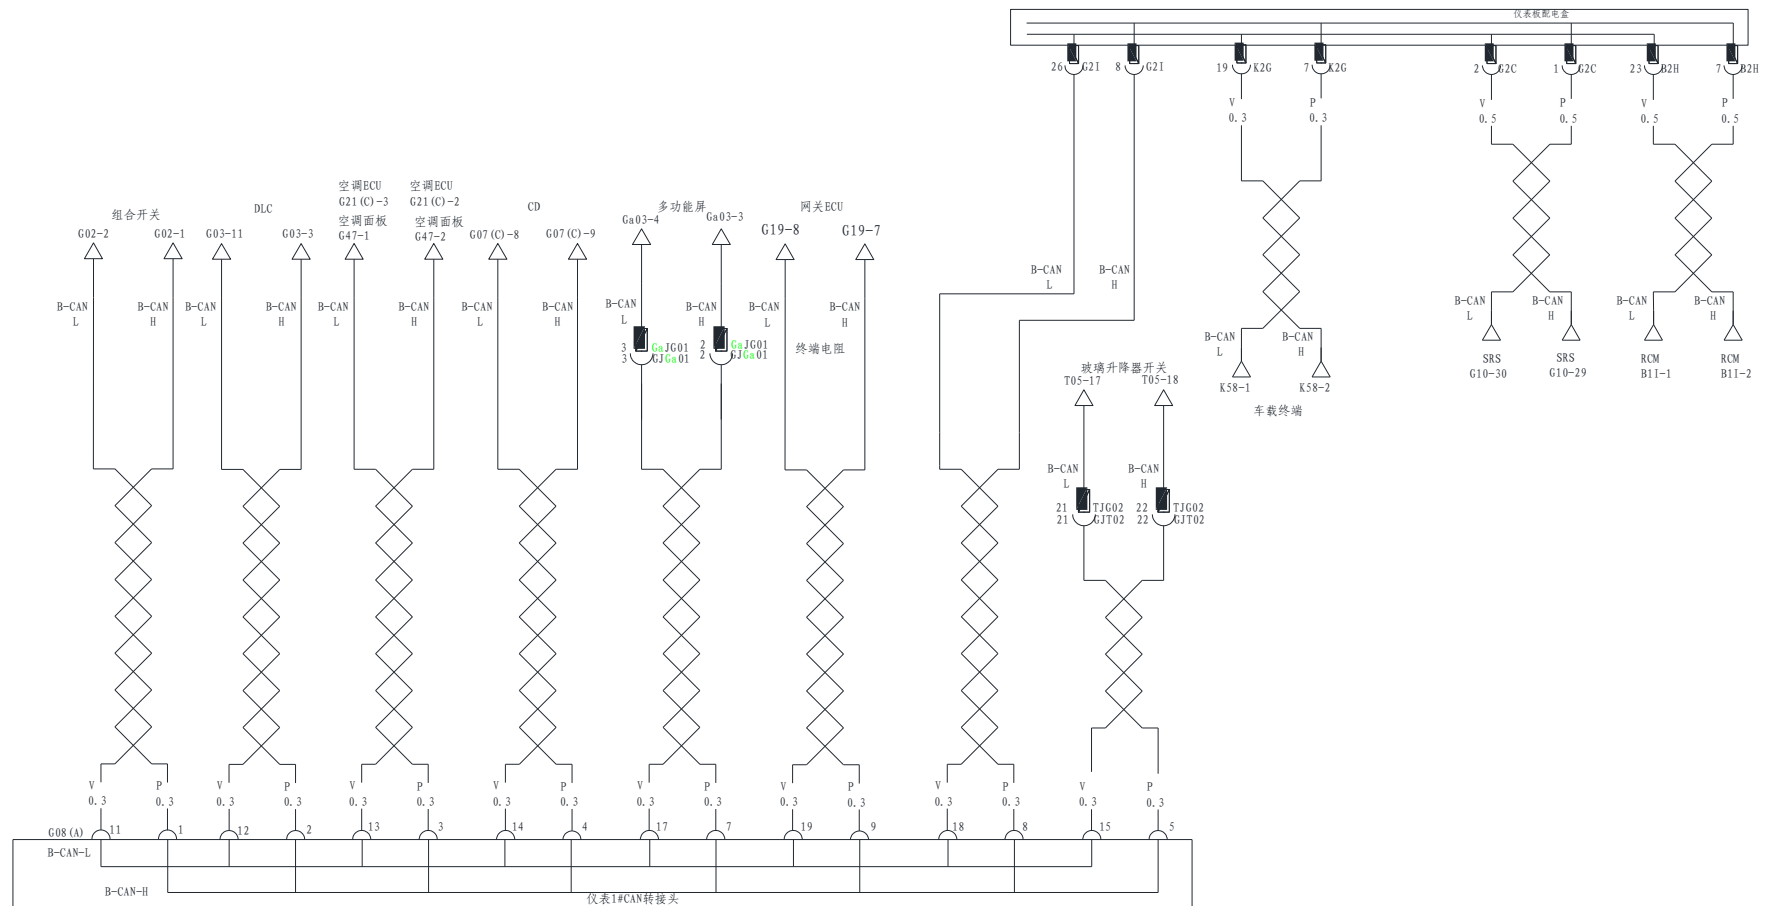 仪表板配电盒
26 G2I 8 G2I 19 K2G 7 K2G 2 G2C 1 G2C 23 B2H 7 B2H
V P V P V P
0.3 0.3 0.5 0.5 0.5 0.5
空调ECU 空调ECU
G21(C)-3 G21(C)-2
组合开关 DLC 空调面板 空调面板 CD 多功能屏 网关ECU
G02-2 G02-1 G03-11 G03-3 G47-1 G47-2 G07(C)-8 G07(C)-9 Ga03-4 Ga03-3 G19-8 G19-7
B-CAN B-CAN
L H
B-CAN B-CAN B-CAN B-CAN B-CAN B-CAN B-CAN B-CAN B-CAN B-CAN B-CAN B-CAN
L H L H L H L H L H L H
B-CAN B-CAN B-CAN B-CAN
L H L H
B-CAN B-CAN
L H
3 GaJG01 2 GaJG01 终端电阻
3 GJGa01 2 GJGa01
SRS SRS RCM RCM
G10-30 G10-29 B1I-1 B1I-2
K58-1 K58-2
车载终端
玻璃升降器开关
T05-17 T05-18
B-CAN B-CAN
L H
21 TJG02 22 TJG02
21 GJT02 22 GJT02
V P V P V P V P V P V P V P V P
0.3 0.3 0.3 0.3 0.3 0.3 0.3 0.3 0.3 0.3 0.3 0.3 0.3 0.3 0.3 0.3
G08(A) 11 1 12 2 13 3 14 4 17 7 19 9 18 8 15 5
B-CAN-L
B-CAN-H
仪表1#CAN转接头